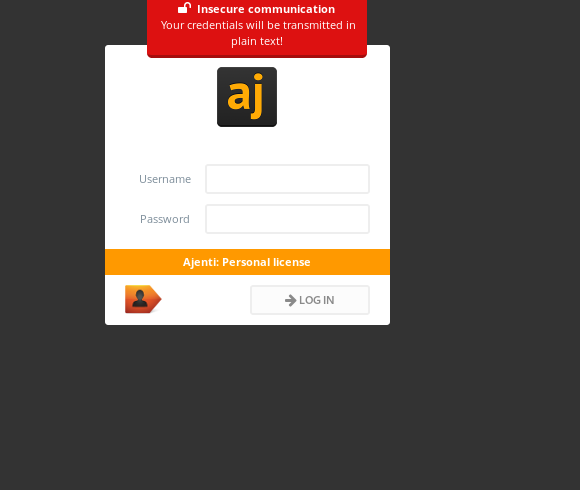 Insecure communication
Your credentials will be transmitted in
plain text!
aj
Username
Password
Ajenti: Personal license
LOG IN